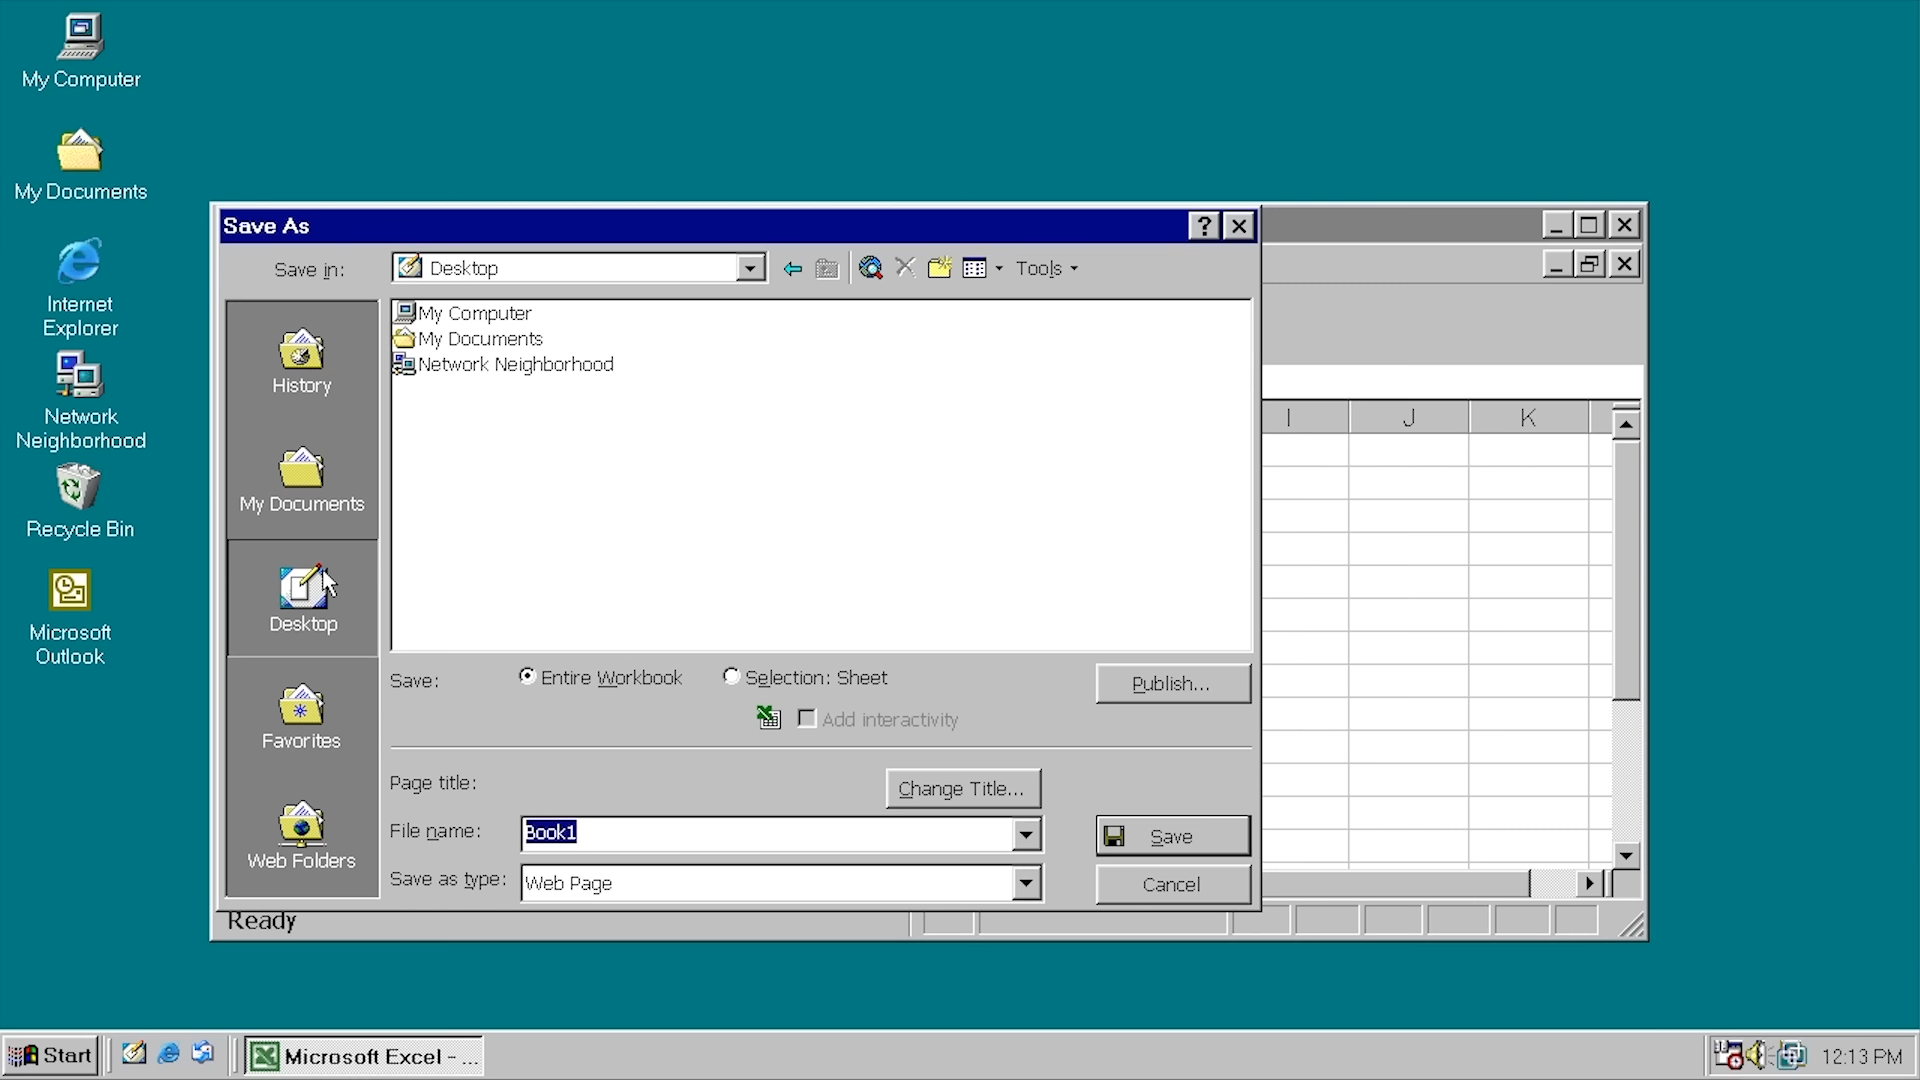 My Computer
My Documents
Internet
Explorer
Network
Neighborhood
Recycle Bin
Microsoft
Outlook
Save As
Save in:
Desktop
Tools
History
My Documents
Desktop
Favorites
Web Folders
My Computer
My Documents
Network Neighborhood
Save:
Entire Workbook
Selection: Sheet
Publish...
Add interactivity
Page title:
Change Title...
File name:
Book1
Save
Save as type:
Web Page
Cancel
I
J
K
Ready
Start
Microsoft Excel - ...
12:13 PM